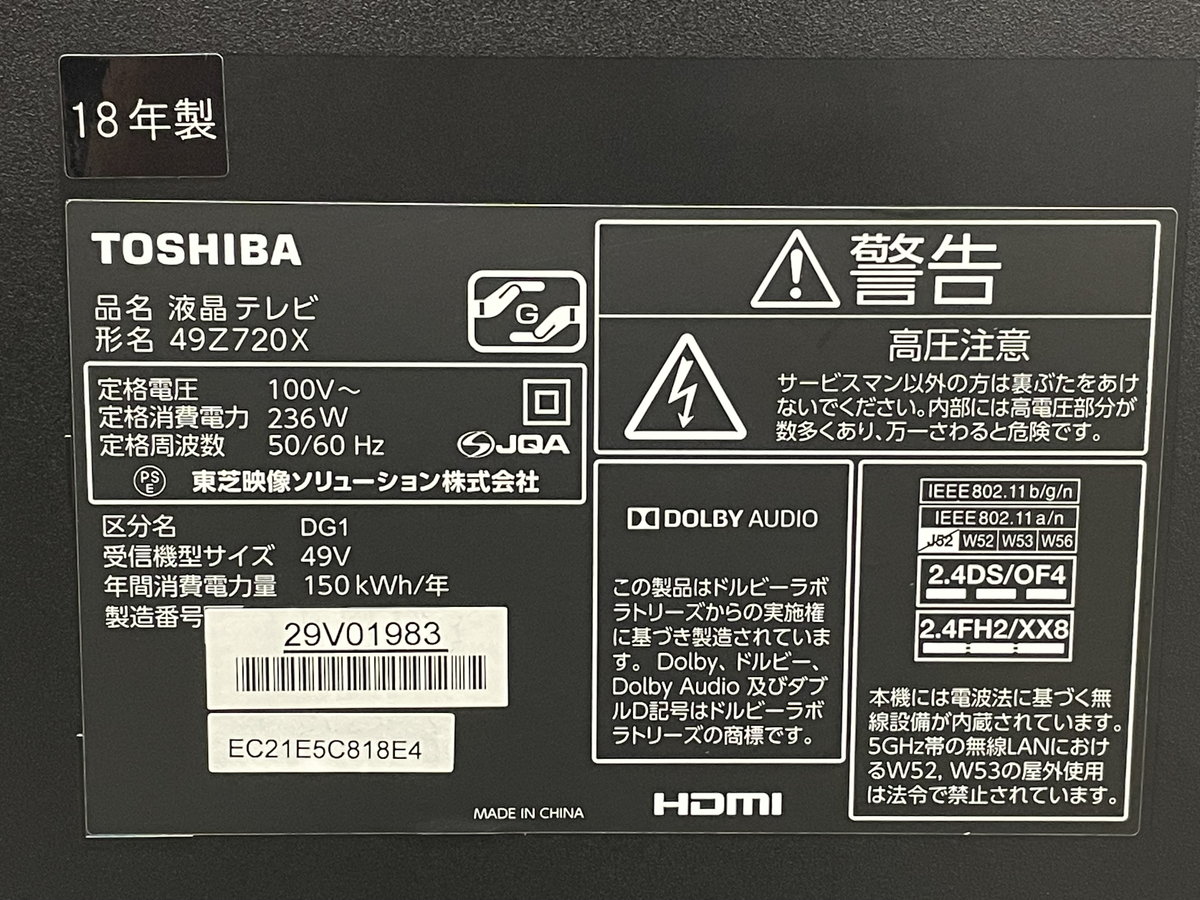 18年製
TOSHIBA
品名 液晶テレビ
形名 49Z720X
G
定格電圧 100V～
定格消費電力 236W
定格周波数 50/60 Hz
JQA
PS
E
東芝映像ソリューション株式会社
区分名 DG1
受信機型サイズ 49V
年間消費電力量 150kWh/年
製造番号
29V01983
EC21E5C818E4
MADE IN CHINA
警告
高圧注意
サービスマン以外の方は裏ぶたをあけ
ないでください。内部には高電圧部分が
数多くあり、万一さわると危険です。
DOLBY AUDIO
この製品はドルビーラボ
ラトリーズからの実施権
に基づき製造されていま
す。Dolby、ドルビー、
Dolby Audio 及びダブ
ルD記号はドルビーラボ
ラトリーズの商標です。
HDMI
IEEE802.11b/g/n
IEEE802.11a/n
J52 W52 W53 W56
2.4DS/OF4
2.4FH2/XX8
本機には電波法に基づく無
線設備が内蔵されています。
5GHz帯の無線LANにおけ
るW52, W53の屋外使用
は法令で禁止されています。